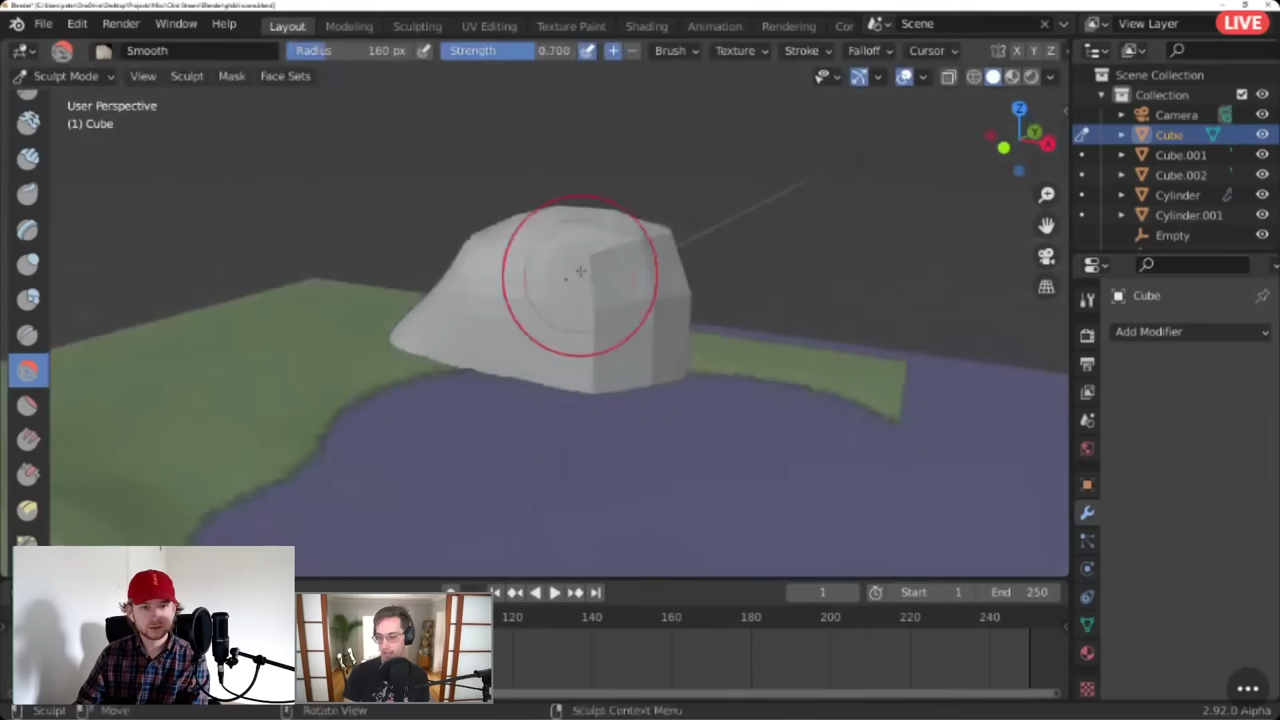 File Edit Render Window Help
Layout Modeling Sculpting UV Editing Texture Paint Shading Animation Rendering Cor
Scene
View Layer
LIVE
Smooth
Radius 160 px
Strength 0.700
Brush Texture Stroke Falloff Cursor
X Y Z
Sculpt Mode View Sculpt Mask Face Sets
User Perspective
(1) Cube
Z
Y
X
Scene Collection
Collection
Camera
Cube
Cube.001
Cube.002
Cylinder
Cylinder.001
Empty
Cube
Add Modifier
1
Start 1
End 250
120 140 160 180 200 220 240
Sculpt
Move
Rotate View
Sculpt Context Menu
2.92.0 Alpha